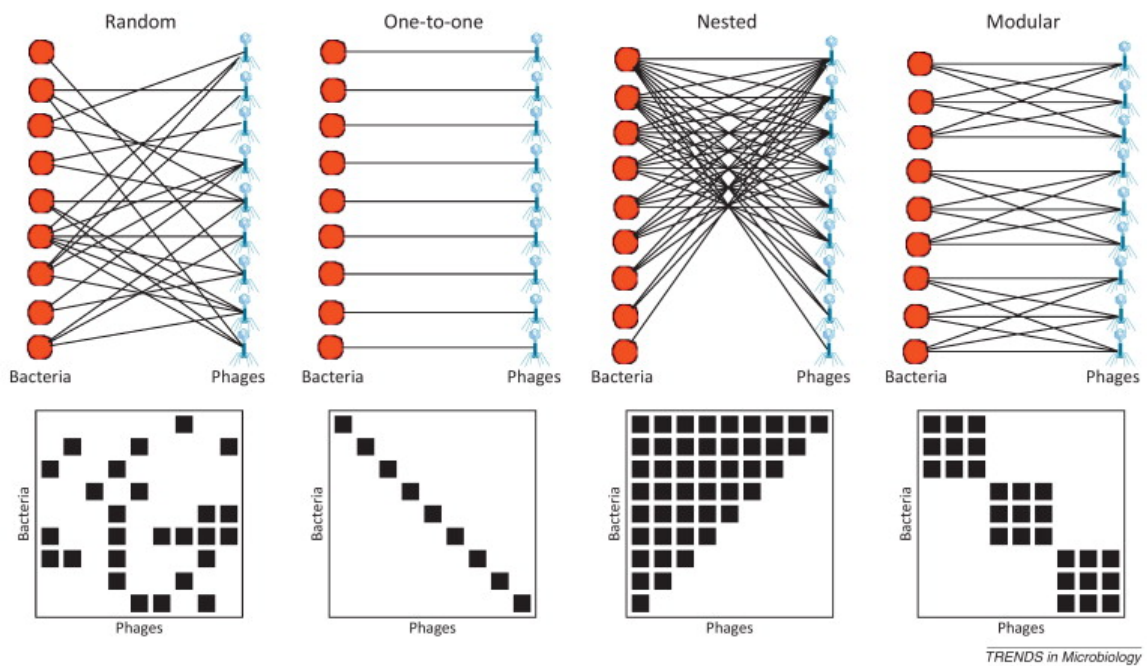 Random One-to-one Nested Modular
Bacteria Phages Bacteria Phages Bacteria Phages Bacteria Phages
Bacteria Bacteria Bacteria Bacteria
Phages Phages Phages Phages
TRENDS in Microbiology